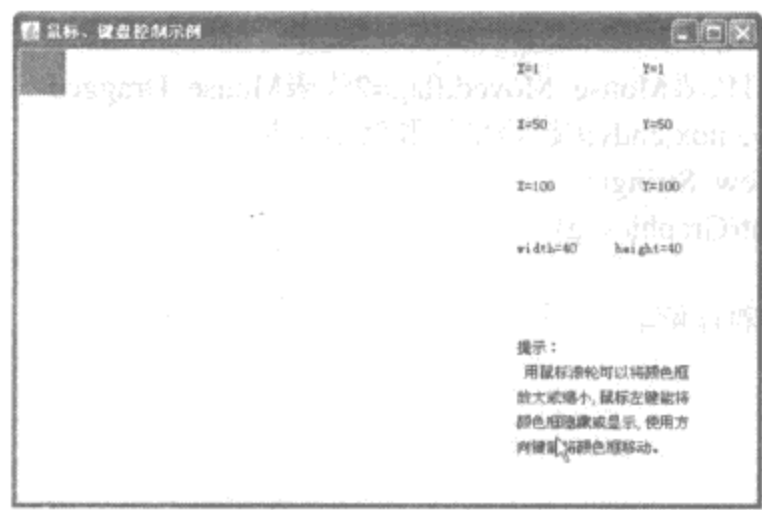 鼠标、键盘控制示例
X=1 Y=1
X=50 Y=50
X=100 Y=100
width=40 height=40
提示：
用鼠标滚轮可以将颜色框
放大或缩小,鼠标左键能将
颜色框隐藏或显示,使用方
向键能将颜色框移动。